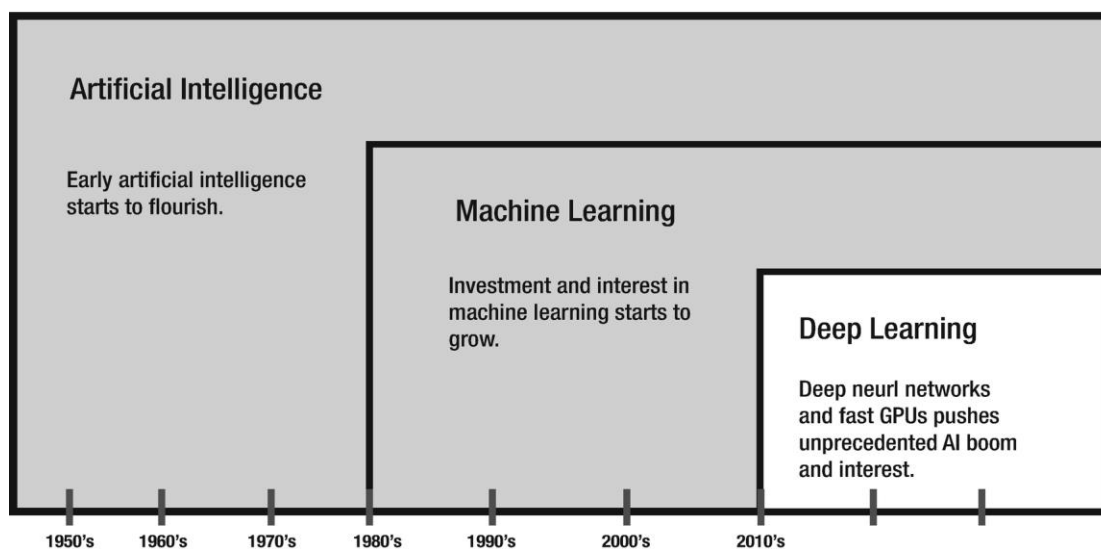 Artificial Intelligence
Early artificial intelligence
starts to flourish.
Machine Learning
Investment and interest in
machine learning starts to
grow.
Deep Learning
Deep neurl networks
and fast GPUs pushes
unprecedented AI boom
and interest.
1950's 1960's 1970's 1980's 1990's 2000's 2010's